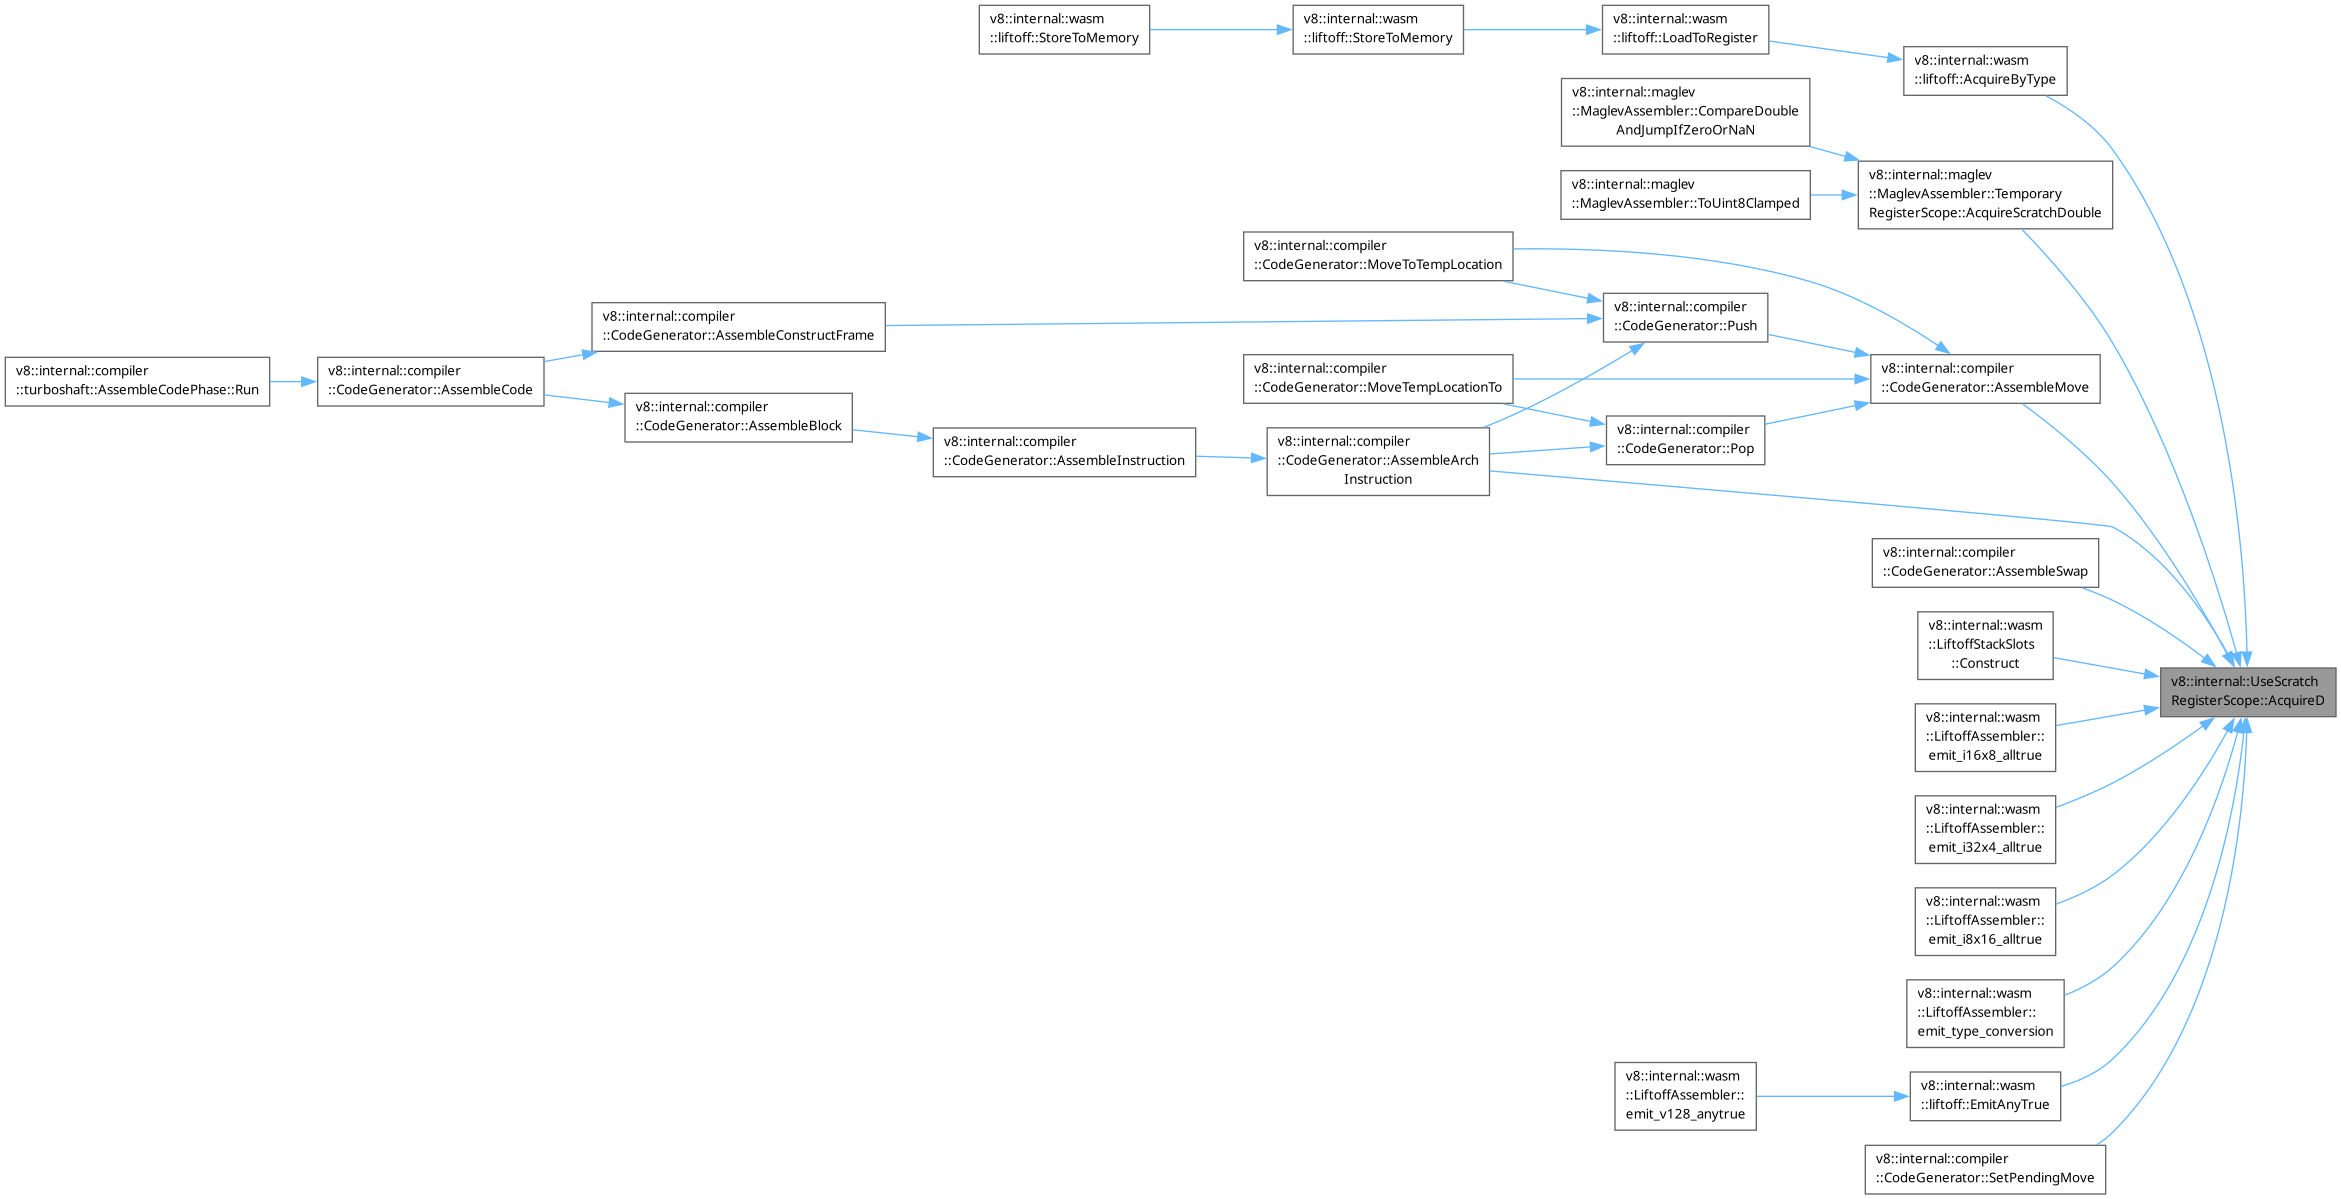 v8::internal::wasm
::liftoff::StoreToMemory
v8::internal::wasm
::liftoff::StoreToMemory
v8::internal::wasm
::liftoff::LoadToRegister
v8::internal::wasm
::liftoff::AcquireByType
v8::internal::maglev
::MaglevAssembler::CompareDouble
AndJumpIfZeroOrNaN
v8::internal::maglev
::MaglevAssembler::ToUint8Clamped
v8::internal::maglev
::MaglevAssembler::Temporary
RegisterScope::AcquireScratchDouble
v8::internal::compiler
::CodeGenerator::MoveToTempLocation
v8::internal::compiler
::CodeGenerator::Push
v8::internal::compiler
::CodeGenerator::AssembleConstructFrame
v8::internal::compiler
::turboshaft::AssembleCodePhase::Run
v8::internal::compiler
::CodeGenerator::AssembleCode
v8::internal::compiler
::CodeGenerator::MoveTempLocationTo
v8::internal::compiler
::CodeGenerator::AssembleMove
v8::internal::compiler
::CodeGenerator::AssembleBlock
v8::internal::compiler
::CodeGenerator::AssembleInstruction
v8::internal::compiler
::CodeGenerator::AssembleArch
Instruction
v8::internal::compiler
::CodeGenerator::Pop
v8::internal::compiler
::CodeGenerator::AssembleSwap
v8::internal::wasm
::LiftoffStackSlots
::Construct
v8::internal::UseScratch
RegisterScope::AcquireD
v8::internal::wasm
::LiftoffAssembler::
emit_i16x8_alltrue
v8::internal::wasm
::LiftoffAssembler::
emit_i32x4_alltrue
v8::internal::wasm
::LiftoffAssembler::
emit_i8x16_alltrue
v8::internal::wasm
::LiftoffAssembler::
emit_type_conversion
v8::internal::wasm
::LiftoffAssembler::
emit_v128_anytrue
v8::internal::wasm
::liftoff::EmitAnyTrue
v8::internal::compiler
::CodeGenerator::SetPendingMove